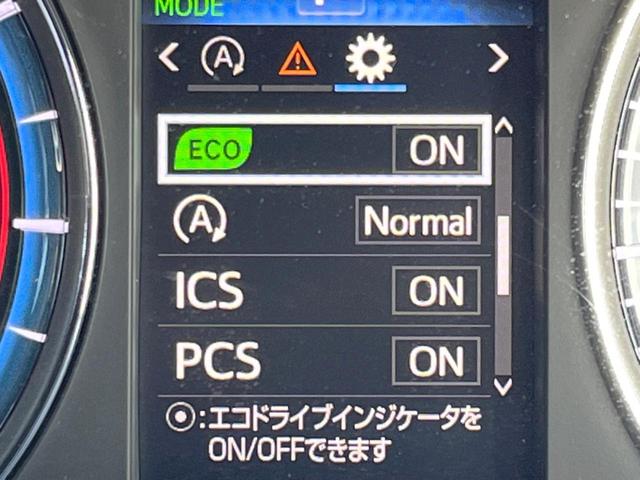 MODE
A
ECO ON
A Normal
ICS ON
PCS ON
⦿:エコドライブインジケータを
ON/OFFできます